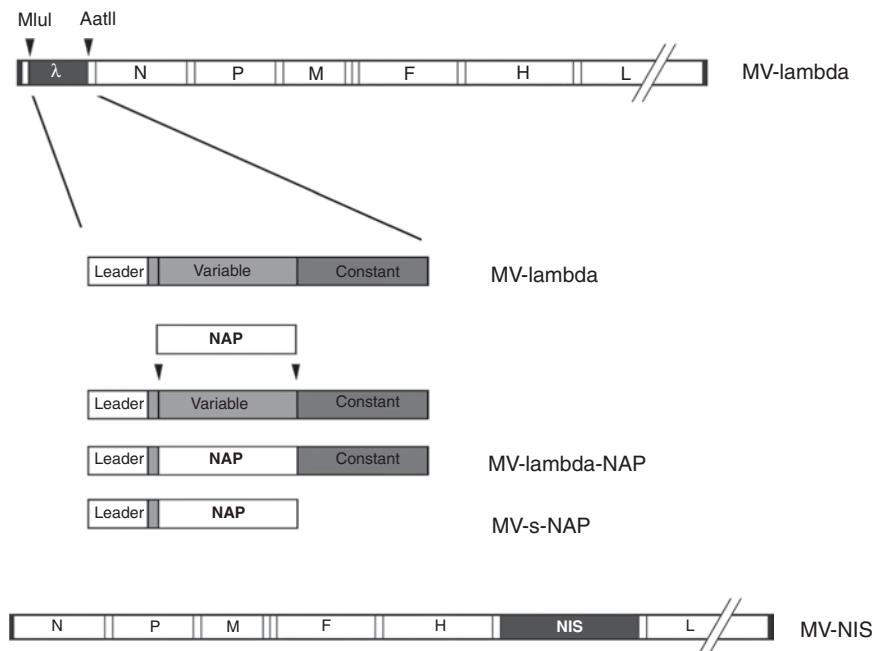 MluI AatII
λ N P M F H L MV-lambda
Leader Variable Constant MV-lambda
NAP
Leader Variable Constant
Leader NAP Constant MV-lambda-NAP
Leader NAP MV-s-NAP
N P M F H NIS L MV-NIS